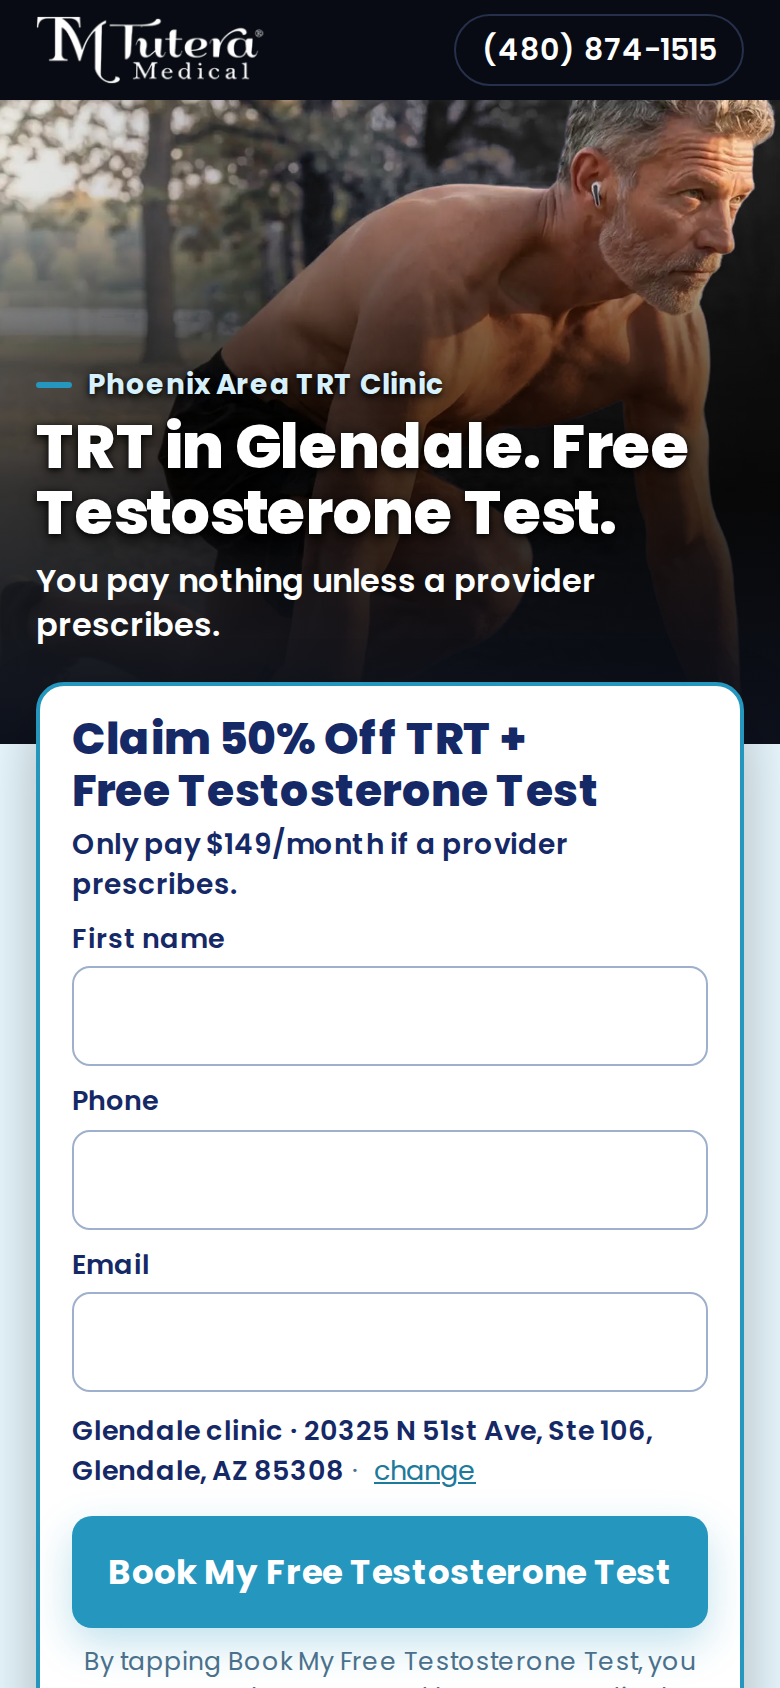 TM Tutera®
Medical
(480) 874-1515
Phoenix Area TRT Clinic
TRT in Glendale. Free
Testosterone Test.
You pay nothing unless a provider
prescribes.
Claim 50% Off TRT +
Free Testosterone Test
Only pay $149/month if a provider
prescribes.
First name
Phone
Email
Glendale clinic · 20325 N 51st Ave, Ste 106,
Glendale, AZ 85308 · change
Book My Free Testosterone Test
By tapping Book My Free Testosterone Test, you